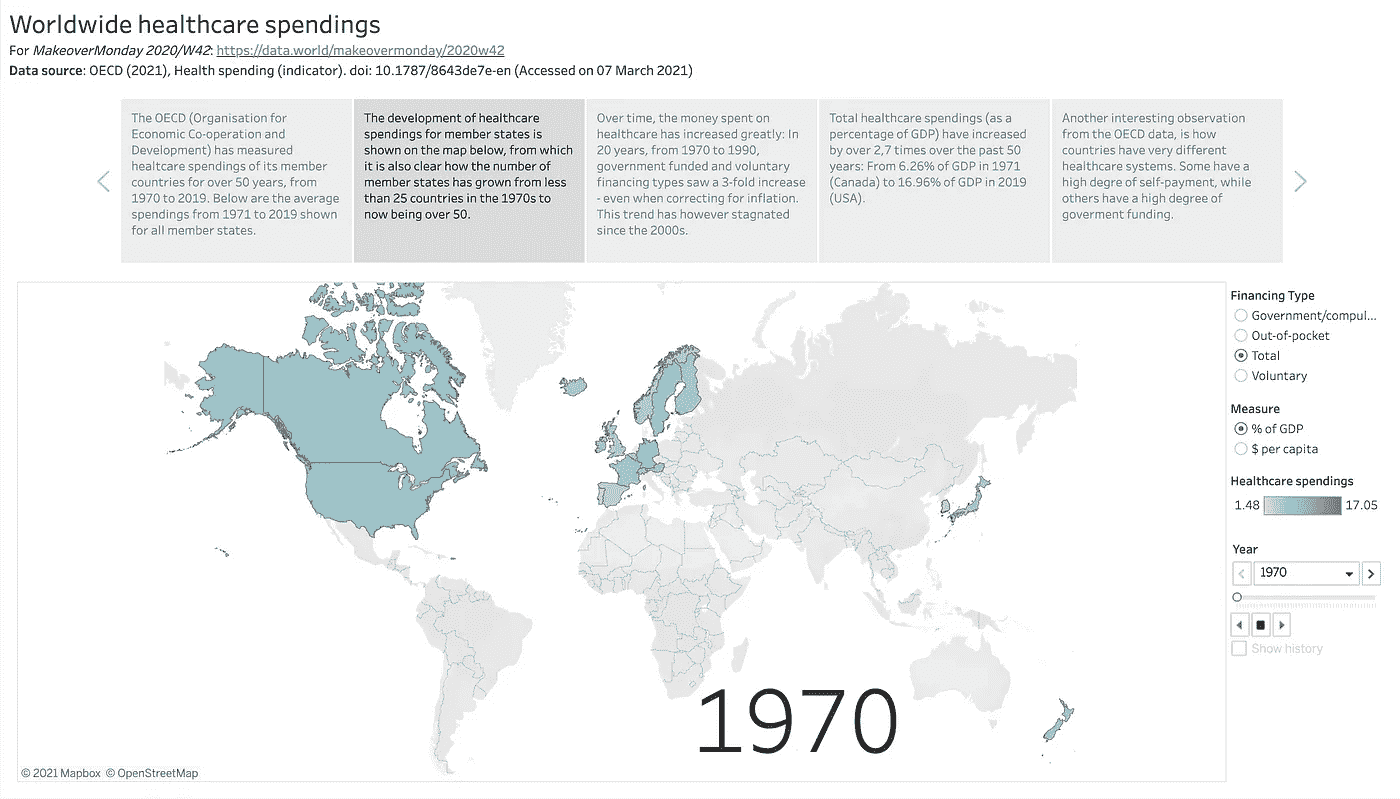 Worldwide healthcare spendings
For MakeoverMonday 2020/W42: https://data.world/makeovermonday/2020w42
Data source: OECD (2021), Health spending (indicator). doi: 10.1787/8643de7e-en (Accessed on 07 March 2021)
The OECD (Organisation for
Economic Co-operation and
Development) has measured
healtcare spendings of its member
countries for over 50 years, from
1970 to 2019. Below are the average
spendings from 1971 to 2019 shown
for all member states.
The development of healthcare
spendings for member states is
shown on the map below, from which
it is also clear how the number of
member states has grown from less
than 25 countries in the 1970s to
now being over 50.
Over time, the money spent on
healthcare has increased greatly: In
20 years, from 1970 to 1990,
government funded and voluntary
financing types saw a 3-fold increase
- even when correcting for inflation.
This trend has however stagnated
since the 2000s.
Total healthcare spendings (as a
percentage of GDP) have increased
by over 2,7 times over the past 50
years: From 6.26% of GDP in 1971
(Canada) to 16.96% of GDP in 2019
(USA).
Another interesting observation
from the OECD data, is how
countries have very different
healthcare systems. Some have a
high degre of self-payment, while
others have a high degree of
goverment funding.
Financing Type
Government/compul...
Out-of-pocket
Total
Voluntary
Measure
% of GDP
$ per capita
Healthcare spendings
1.48 17.05
Year
1970
Show history
1970
© 2021 Mapbox © OpenStreetMap